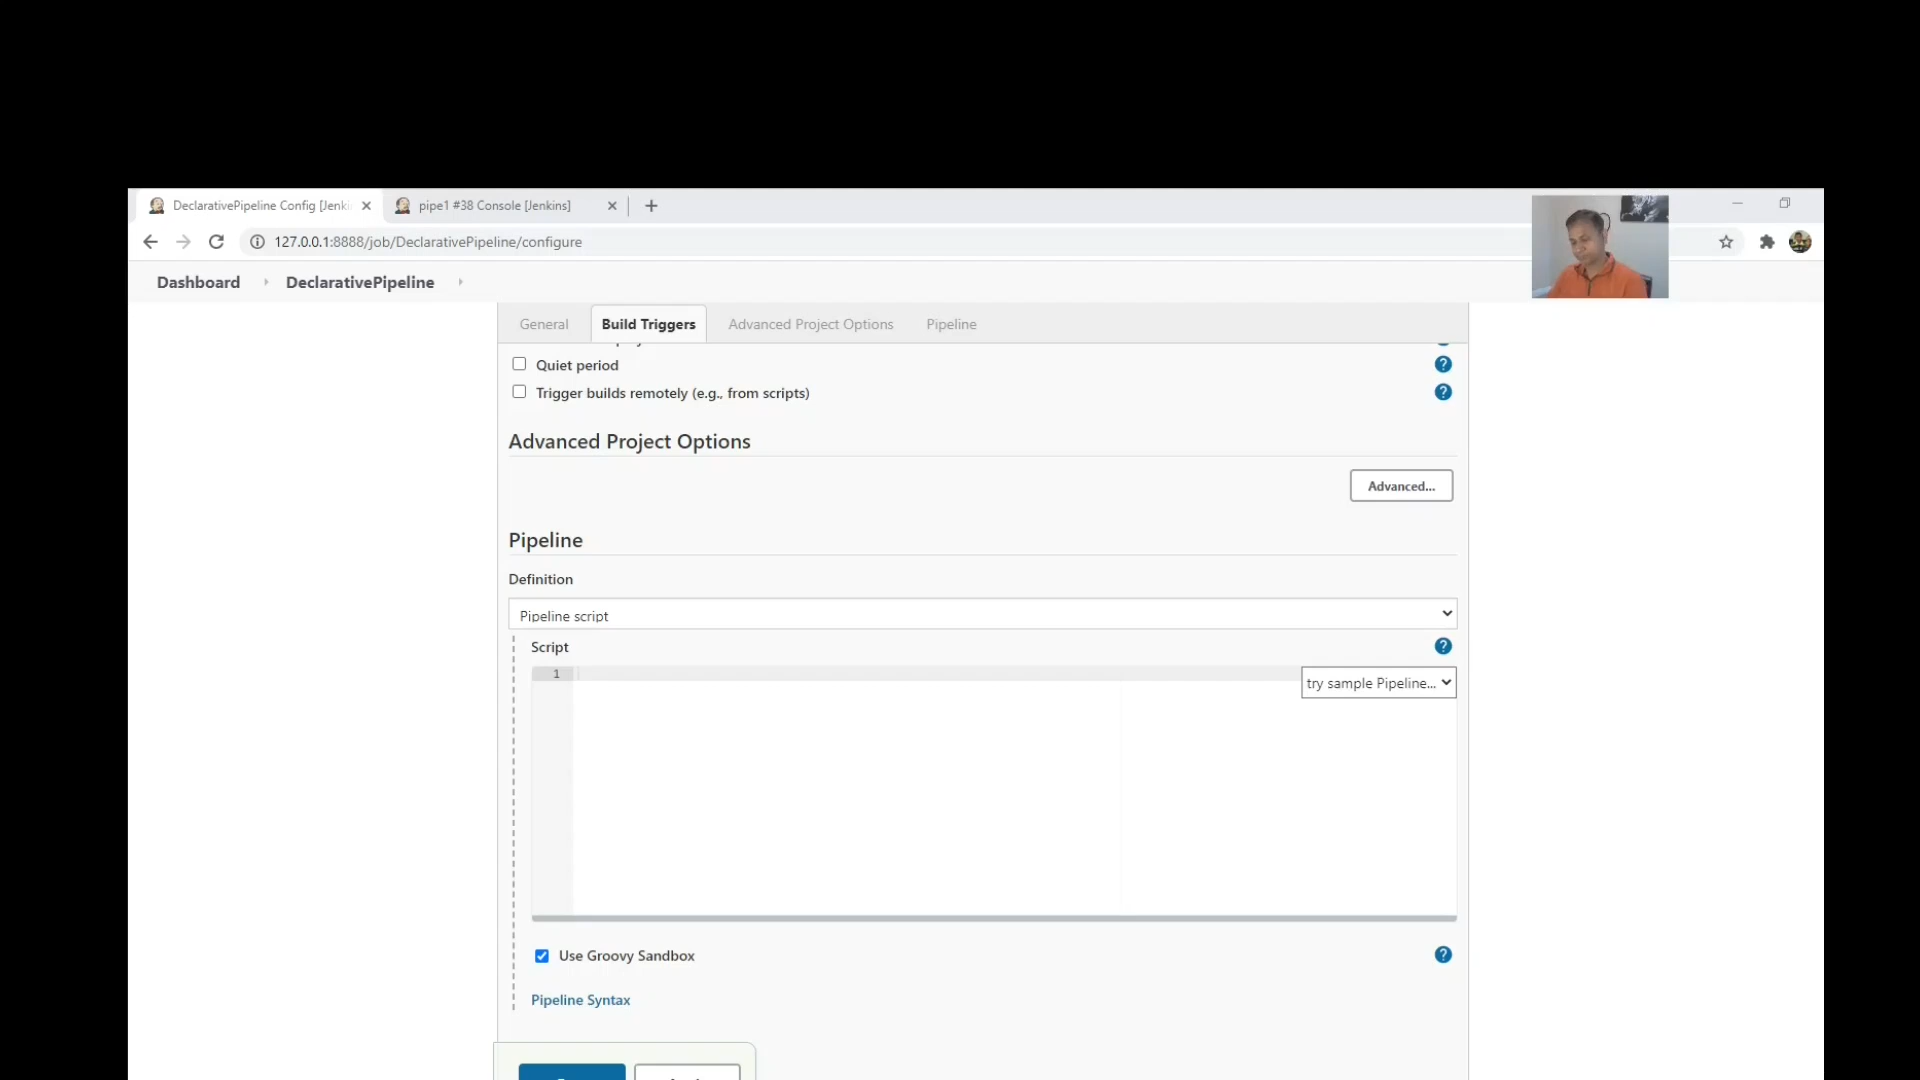 DeclarativePipeline Config [Jenki
pipe1 #38 Console [Jenkins]
127.0.0.1:8888/job/DeclarativePipeline/configure
Dashboard
DeclarativePipeline
General
Build Triggers
Advanced Project Options
Pipeline
Quiet period
Trigger builds remotely (e.g., from scripts)
Advanced Project Options
Advanced...
Pipeline
Definition
Pipeline script
Script
1
try sample Pipeline...
Use Groovy Sandbox
Pipeline Syntax